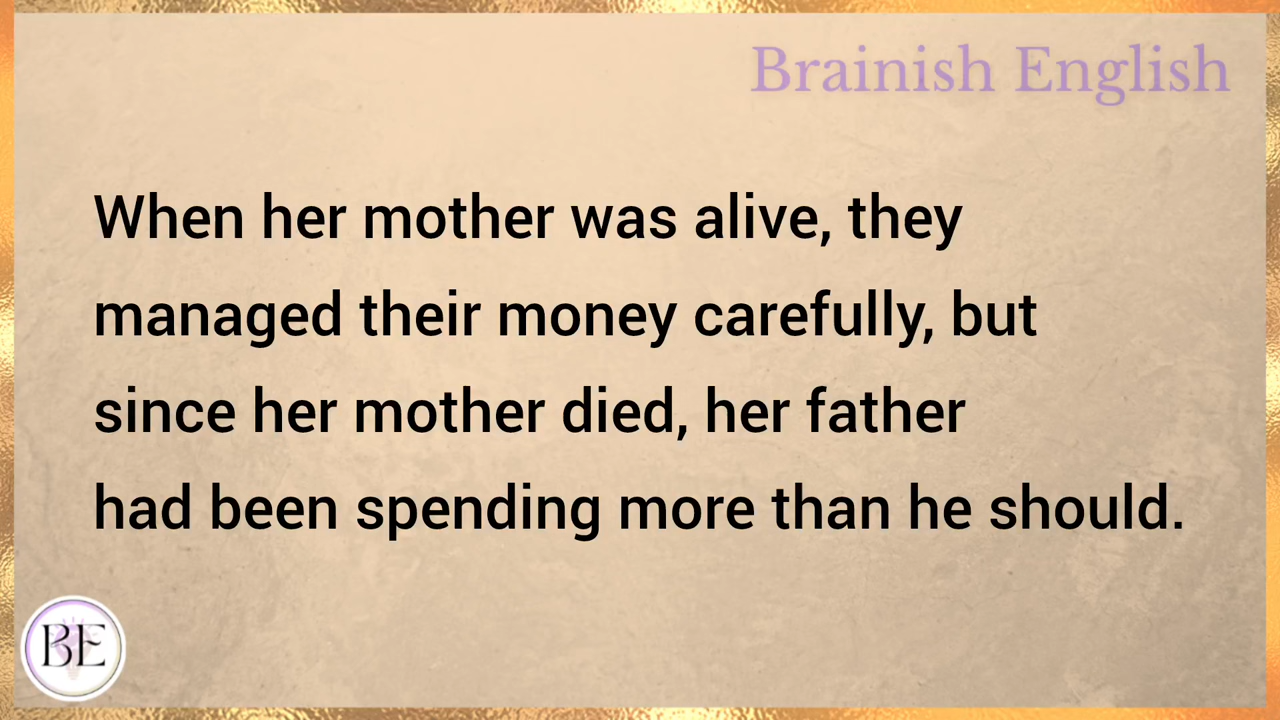 Brainish English
When her mother was alive, they
managed their money carefully, but
since her mother died, her father
had been spending more than he should.
BE